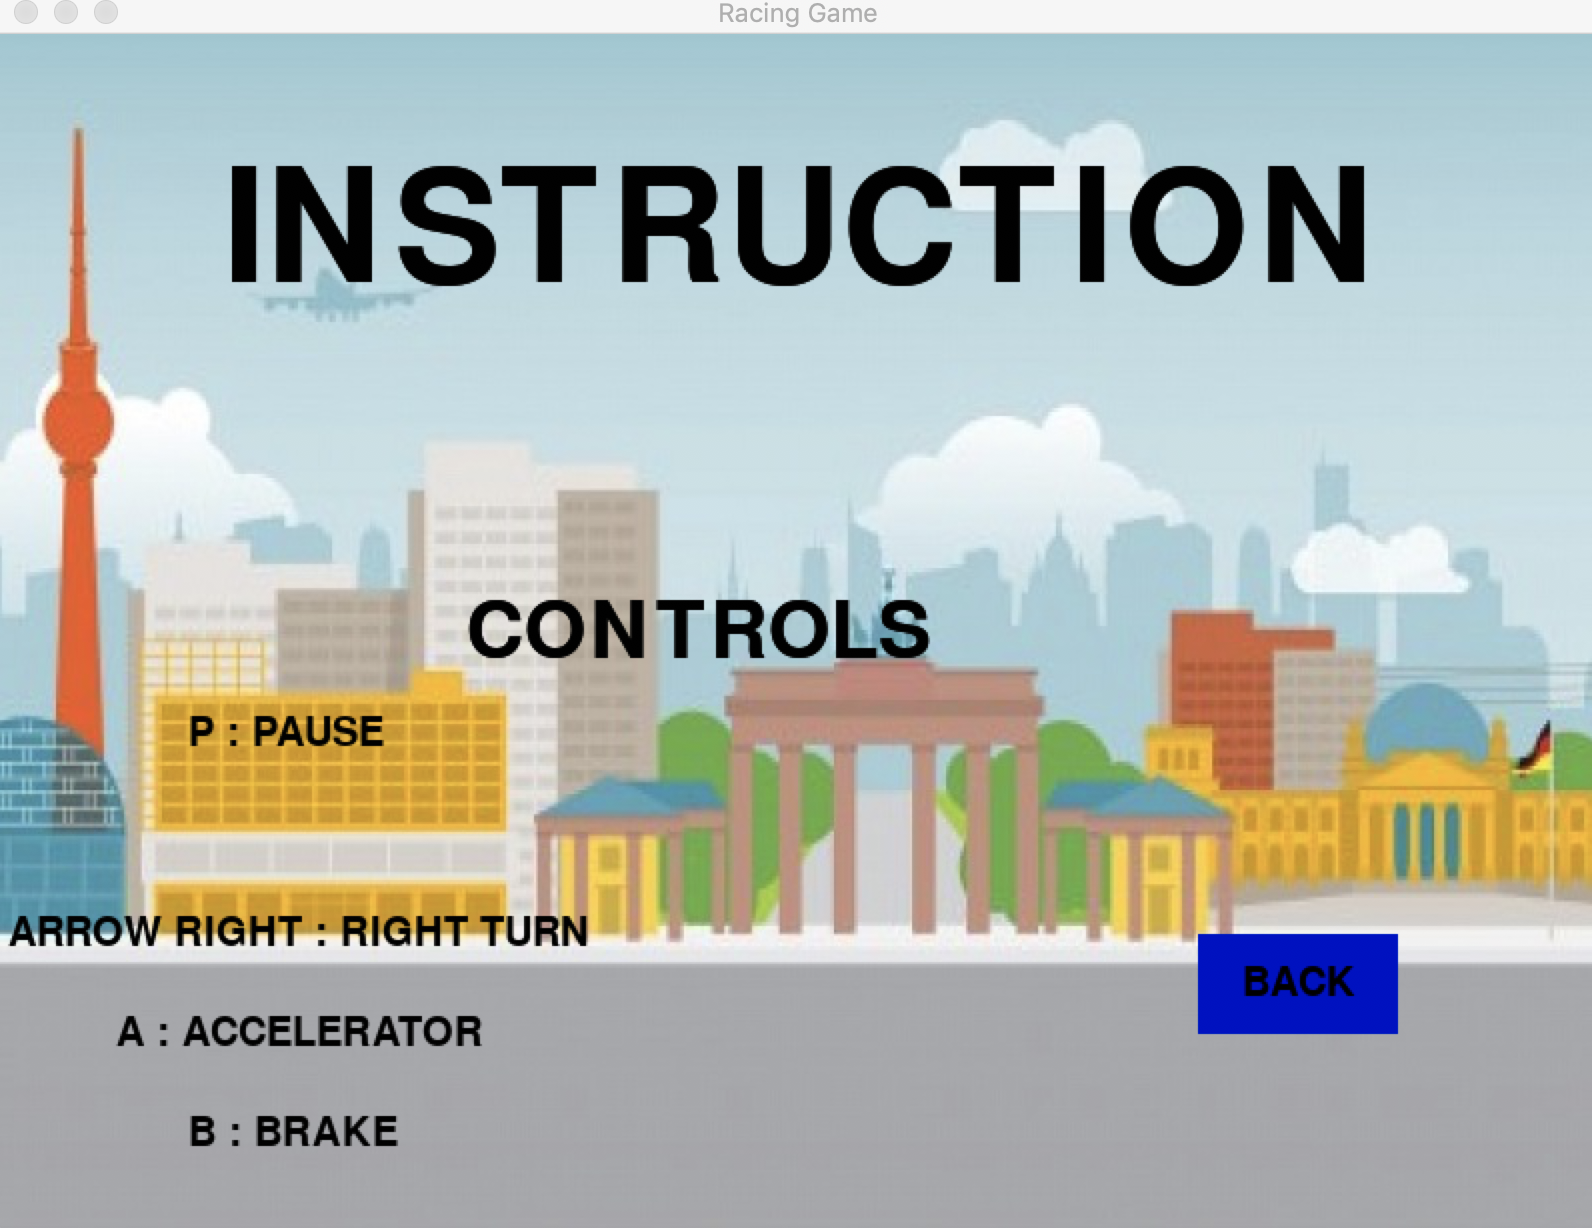 Racing Game
INSTRUCTION
CONTROLS
P : PAUSE
ARROW RIGHT : RIGHT TURN
BACK
A : ACCELERATOR
B : BRAKE